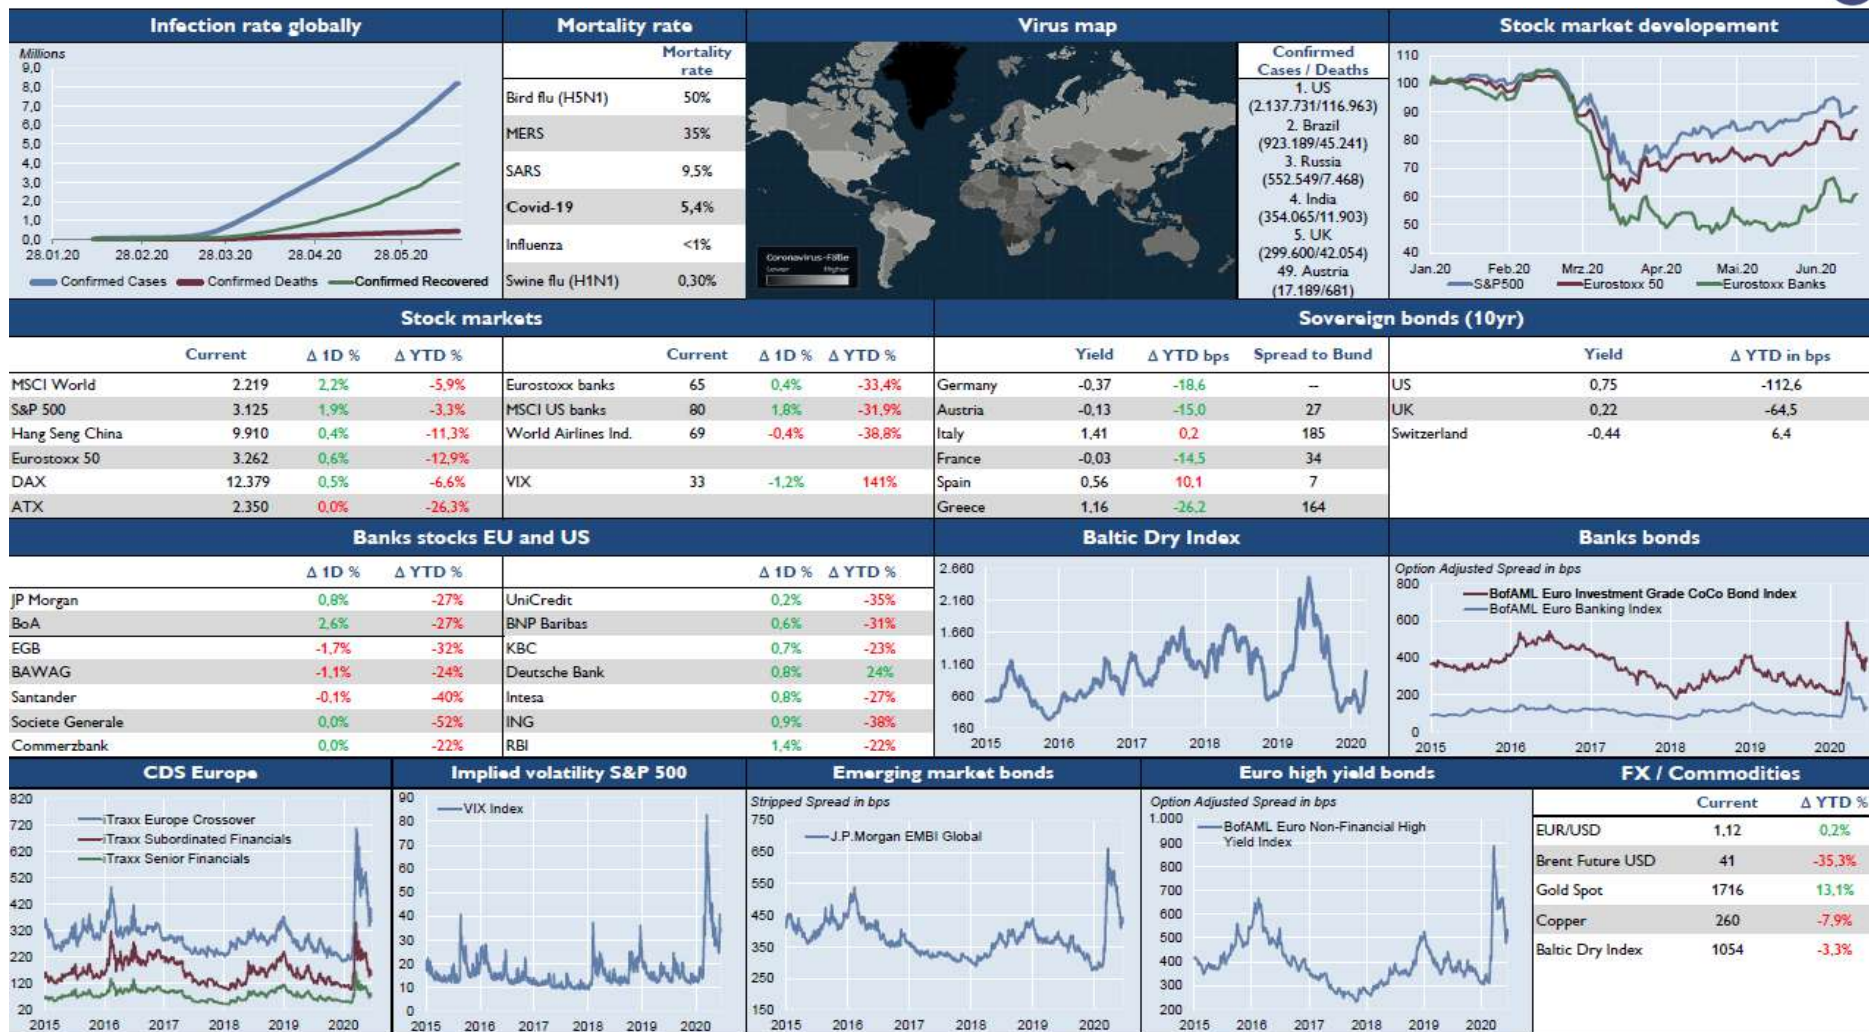 Infection rate globally
Millions
9,0
8,0
7,0
6,0
5,0
4,0
3,0
2,0
1,0
0,0
28.01.20 28.02.20 28.03.20 28.04.20 28.05.20
Confirmed Cases Confirmed Deaths Confirmed Recovered
Mortality rate
Mortality
rate
Bird flu (H5N1) 50%
MERS 35%
SARS 9,5%
Covid-19 5,4%
Influenza <1%
Swine flu (H1N1) 0,30%
Virus map
Coronavirus-Fälle
Lower Higher
Confirmed
Cases / Deaths
1. US
(2.137.731/116.963)
2. Brazil
(923.189/45.241)
3. Russia
(552.549/7.468)
4. India
(354.065/11.903)
5. UK
(299.600/42.054)
49. Austria
(17.189/681)
Stock market developement
110
100
90
80
70
60
50
40
Jan.20 Feb.20 Mrz.20 Apr.20 Mai.20 Jun.20
S&P500 Eurostoxx 50 Eurostoxx Banks
Stock markets
Current Δ 1D % Δ YTD %
MSCI World 2.219 2,2% -5,9%
S&P 500 3.125 1,9% -3,3%
Hang Seng China 9.910 0,4% -11,3%
Eurostoxx 50 3.262 0,6% -12,9%
DAX 12.379 0,5% -6,6%
ATX 2.350 0,0% -26,3%
Current Δ 1D % Δ YTD %
Eurostoxx banks 65 0,4% -33,4%
MSCI US banks 80 1,8% -31,9%
World Airlines Ind. 69 -0,4% -38,8%
VIX 33 -1,2% 141%
Sovereign bonds (10yr)
Yield Δ YTD bps Spread to Bund
Germany -0,37 -18,6 --
Austria -0,13 -15,0 27
Italy 1,41 0,2 185
France -0,03 -14,5 34
Spain 0,56 10,1 7
Greece 1,16 -26,2 164
Yield Δ YTD in bps
US 0,75 -112,6
UK 0,22 -64,5
Switzerland -0,44 6,4
Banks stocks EU and US
Δ 1D % Δ YTD %
JP Morgan 0,8% -27%
BoA 2,6% -27%
EGB -1,7% -32%
BAWAG -1,1% -24%
Santander -0,1% -40%
Societe Generale 0,0% -52%
Commerzbank 0,0% -22%
Δ 1D % Δ YTD %
UniCredit 0,2% -35%
BNP Baribas 0,6% -31%
KBC 0,7% -23%
Deutsche Bank 0,8% 24%
Intesa 0,8% -27%
ING 0,9% -38%
RBI 1,4% -22%
Baltic Dry Index
2.660
2.160
1.660
1.160
660
160
2015 2016 2017 2018 2019 2020
Banks bonds
Option Adjusted Spread in bps
800
600
400
200
0
BofAML Euro Investment Grade CoCo Bond Index
BofAML Euro Banking Index
2015 2016 2017 2018 2019 2020
CDS Europe
820
720
620
520
420
320
220
120
20
iTraxx Europe Crossover
iTraxx Subordinated Financials
iTraxx Senior Financials
2015 2016 2017 2018 2019 2020
Implied volatility S&P 500
90
80
70
60
50
40
30
20
10
0
VIX Index
2015 2016 2017 2018 2019 2020
Emerging market bonds
Stripped Spread in bps
750
650
550
450
350
250
150
J.P.Morgan EMBI Global
2015 2016 2017 2018 2019 2020
Euro high yield bonds
Option Adjusted Spread in bps
1.000
900
800
700
600
500
400
300
200
BofAML Euro Non-Financial High
Yield Index
2015 2016 2017 2018 2019 2020
FX / Commodities
Current Δ YTD %
EUR/USD 1,12 0,2%
Brent Future USD 41 -35,3%
Gold Spot 1716 13,1%
Copper 260 -7,9%
Baltic Dry Index 1054 -3,3%